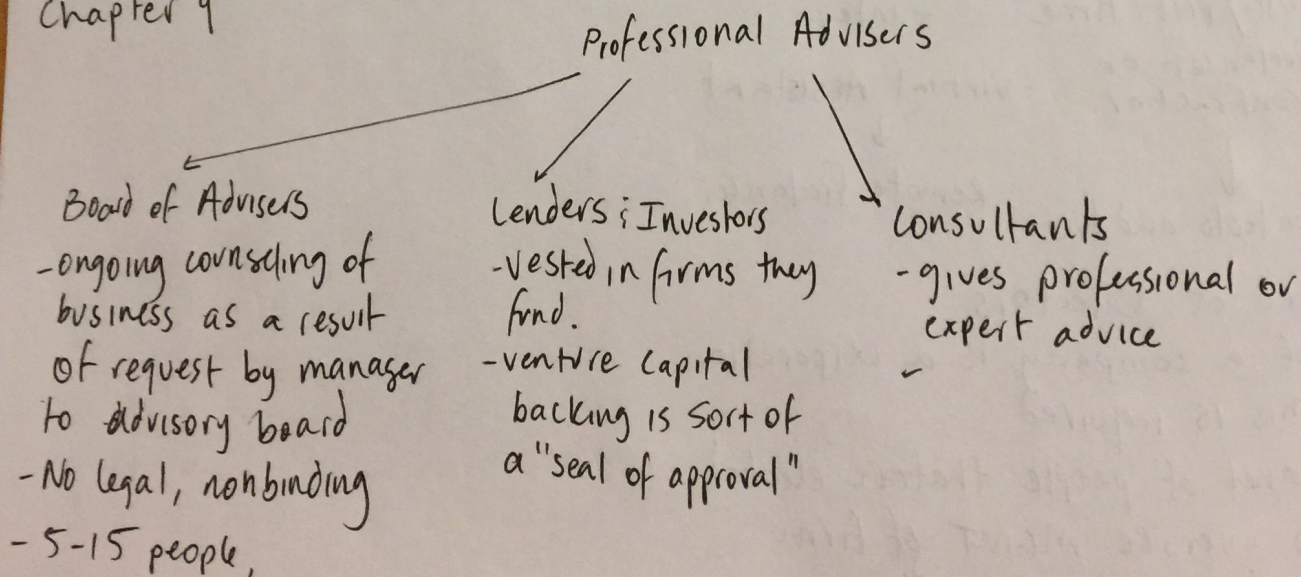 Chapter 9
Professional Advisers
Board of Advisers
-ongoing counseling of
business as a result
of request by manager
to advisory board
-No legal, nonbinding
-5-15 people,
Lenders & Investors
-vested in firms they
fund.
-venture capital
backing is sort of
a "seal of approval"
Consultants
-gives professional or
expert advice
-